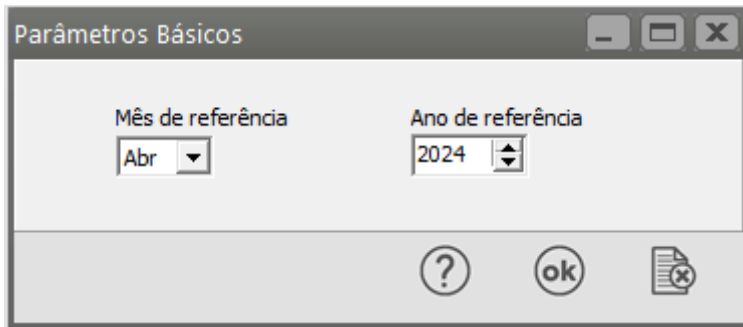 Parâmetros Básicos
Mês de referência Ano de referência
Abr 2024
? ok